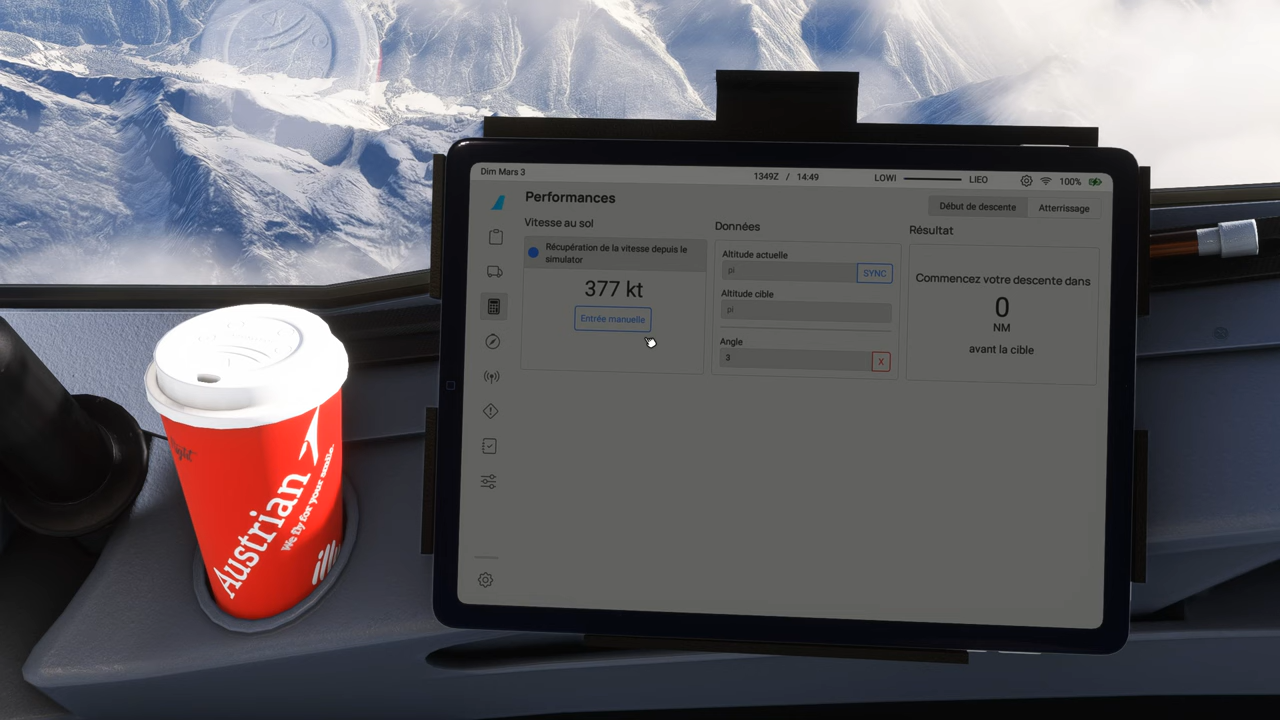 Dim Mars 3
1349Z / 14:49
LOWI
LIEO
100%
Performances
Début de descente
Atterrissage
Vitesse au sol
Récupération de la vitesse depuis le
simulator
377 kt
Entrée manuelle
Données
Altitude actuelle
pi
SYNC
Altitude cible
pi
Angle
3
X
Résultat
Commencez votre descente dans
0
NM
avant la cible
Austrian
We fly for your smile.